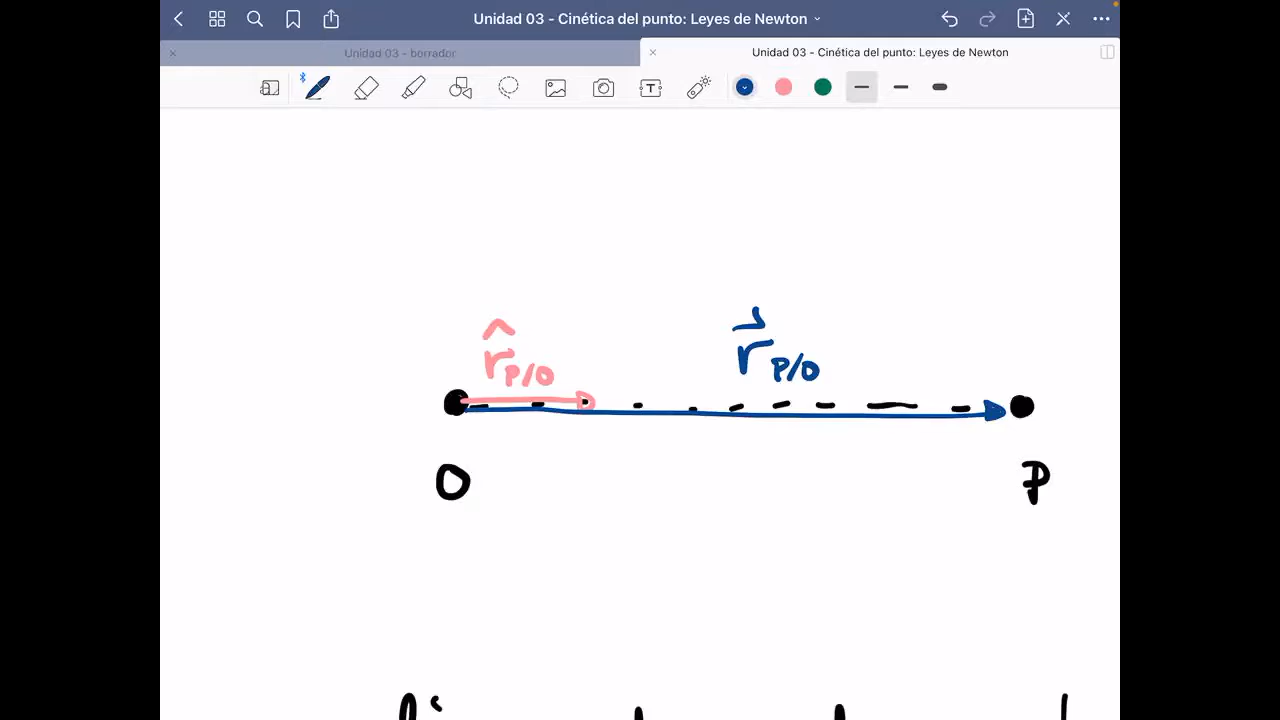 Unidad 03 - Cinética del punto: Leyes de Newton
Unidad 03 - borrador
Unidad 03 - Cinética del punto: Leyes de Newton
T
r̂ P/O
r⃗ P/O
O
P